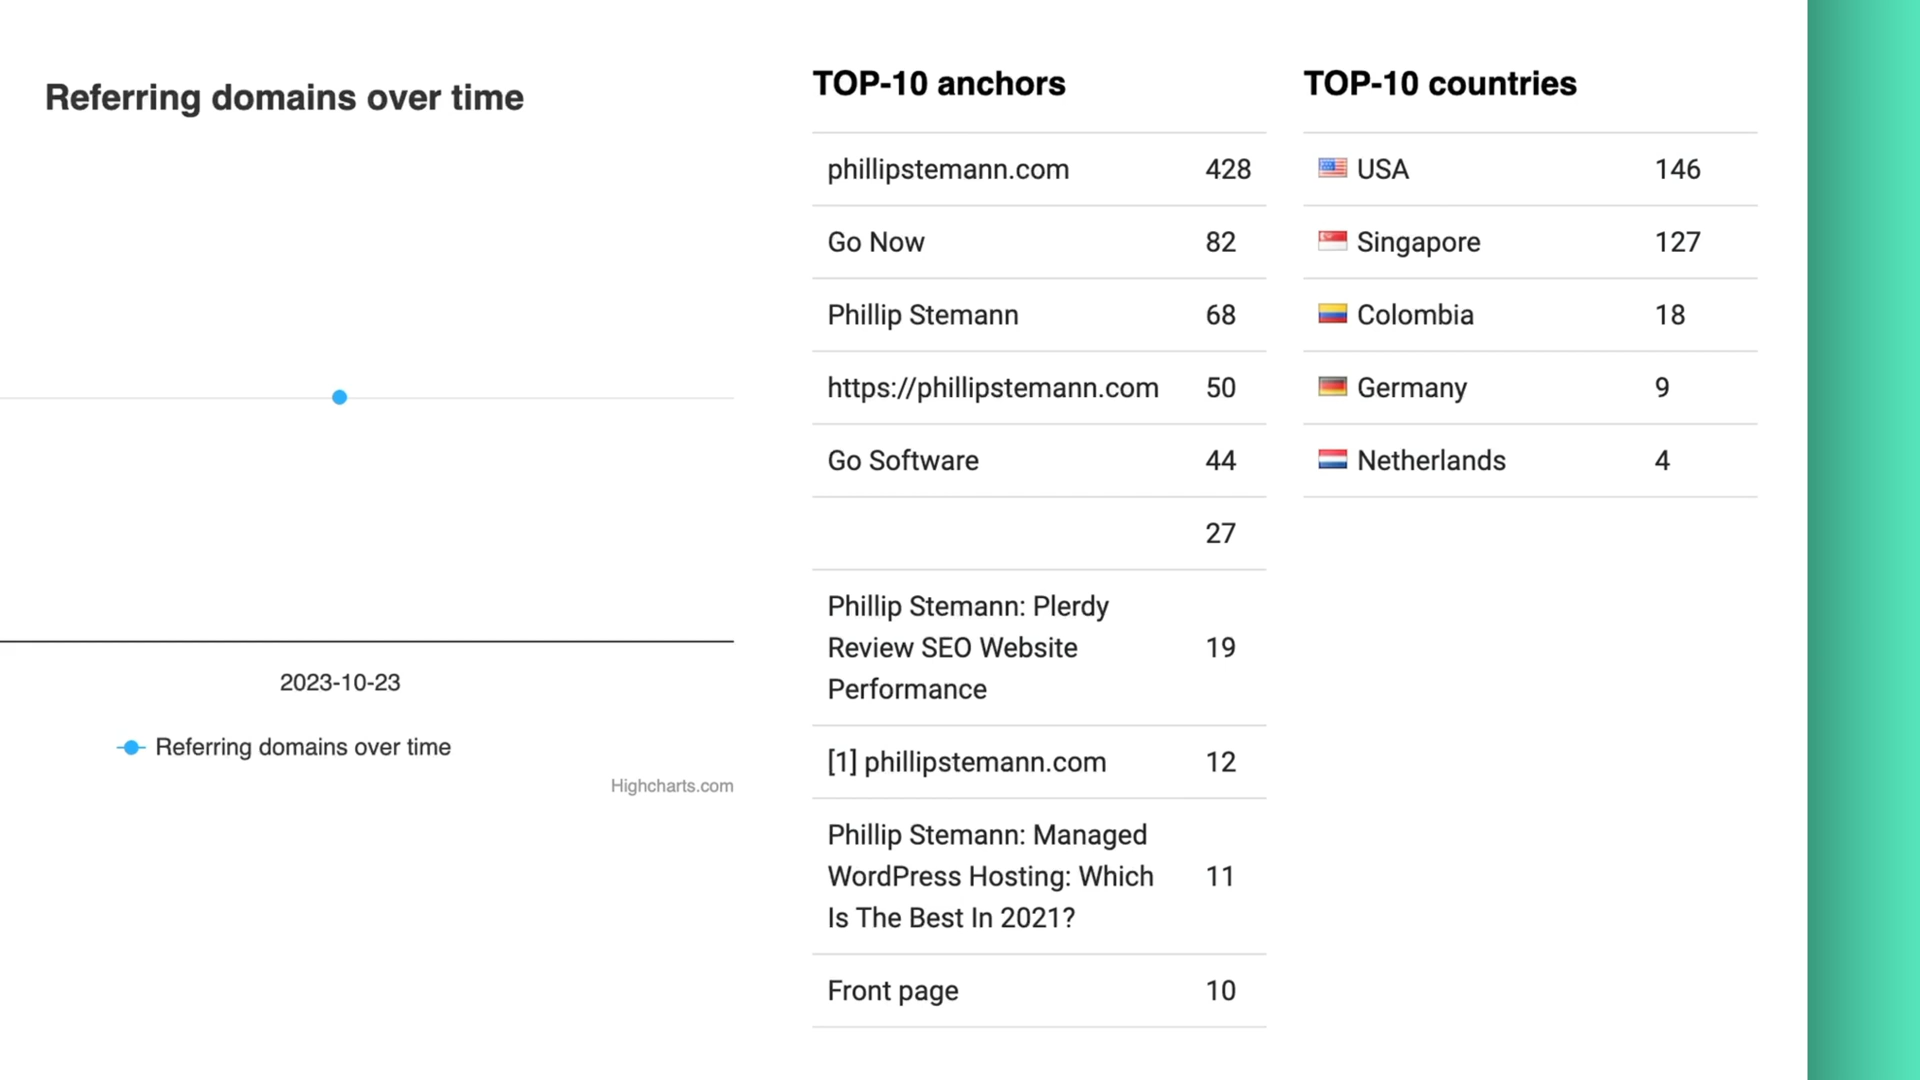 Referring domains over time
2023-10-23
Referring domains over time
Highcharts.com
TOP-10 anchors
phillipstemann.com 428
Go Now 82
Phillip Stemann 68
https://phillipstemann.com 50
Go Software 44
27
Phillip Stemann: Plerdy
Review SEO Website 19
Performance
[1] phillipstemann.com 12
Phillip Stemann: Managed
WordPress Hosting: Which 11
Is The Best In 2021?
Front page 10
TOP-10 countries
USA 146
Singapore 127
Colombia 18
Germany 9
Netherlands 4